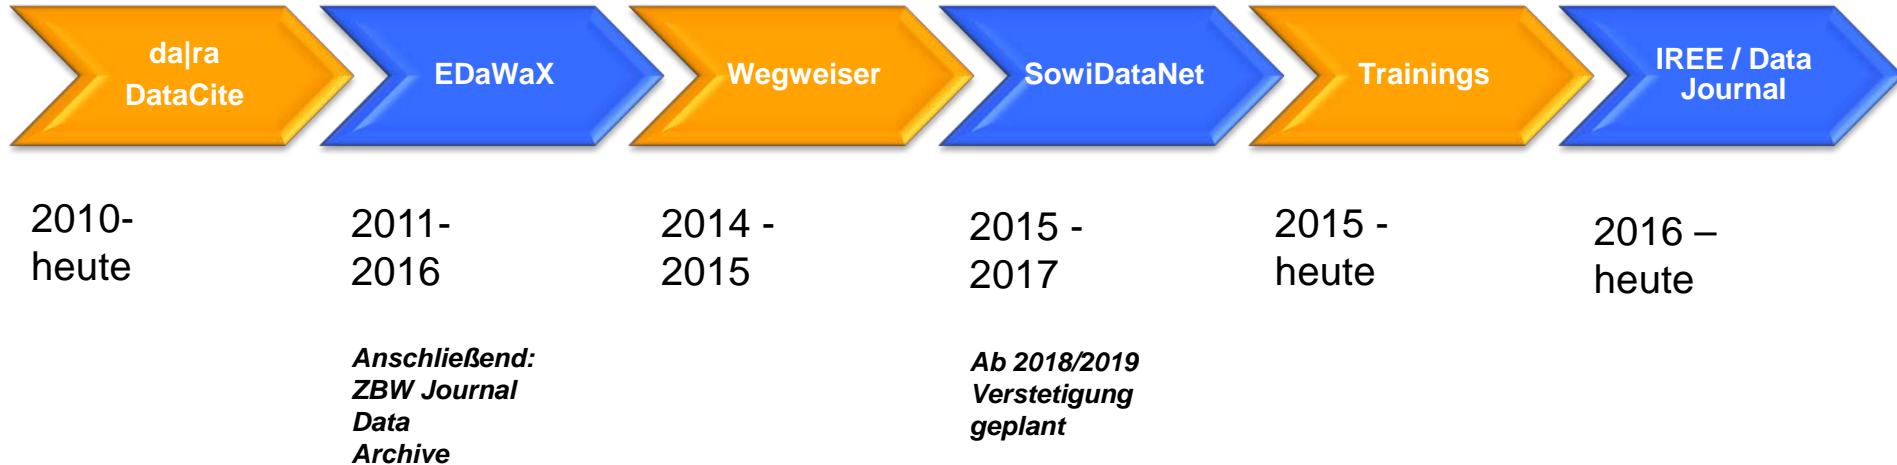 da|ra
DataCite
EDaWaX
Wegweiser
SowiDataNet
Trainings
IREE / Data
Journal
2010-
heute
2011-
2016
2014 -
2015
2015 -
2017
2015 -
heute
2016 –
heute
Anschließend:
ZBW Journal
Data
Archive
Ab 2018/2019
Verstetigung
geplant